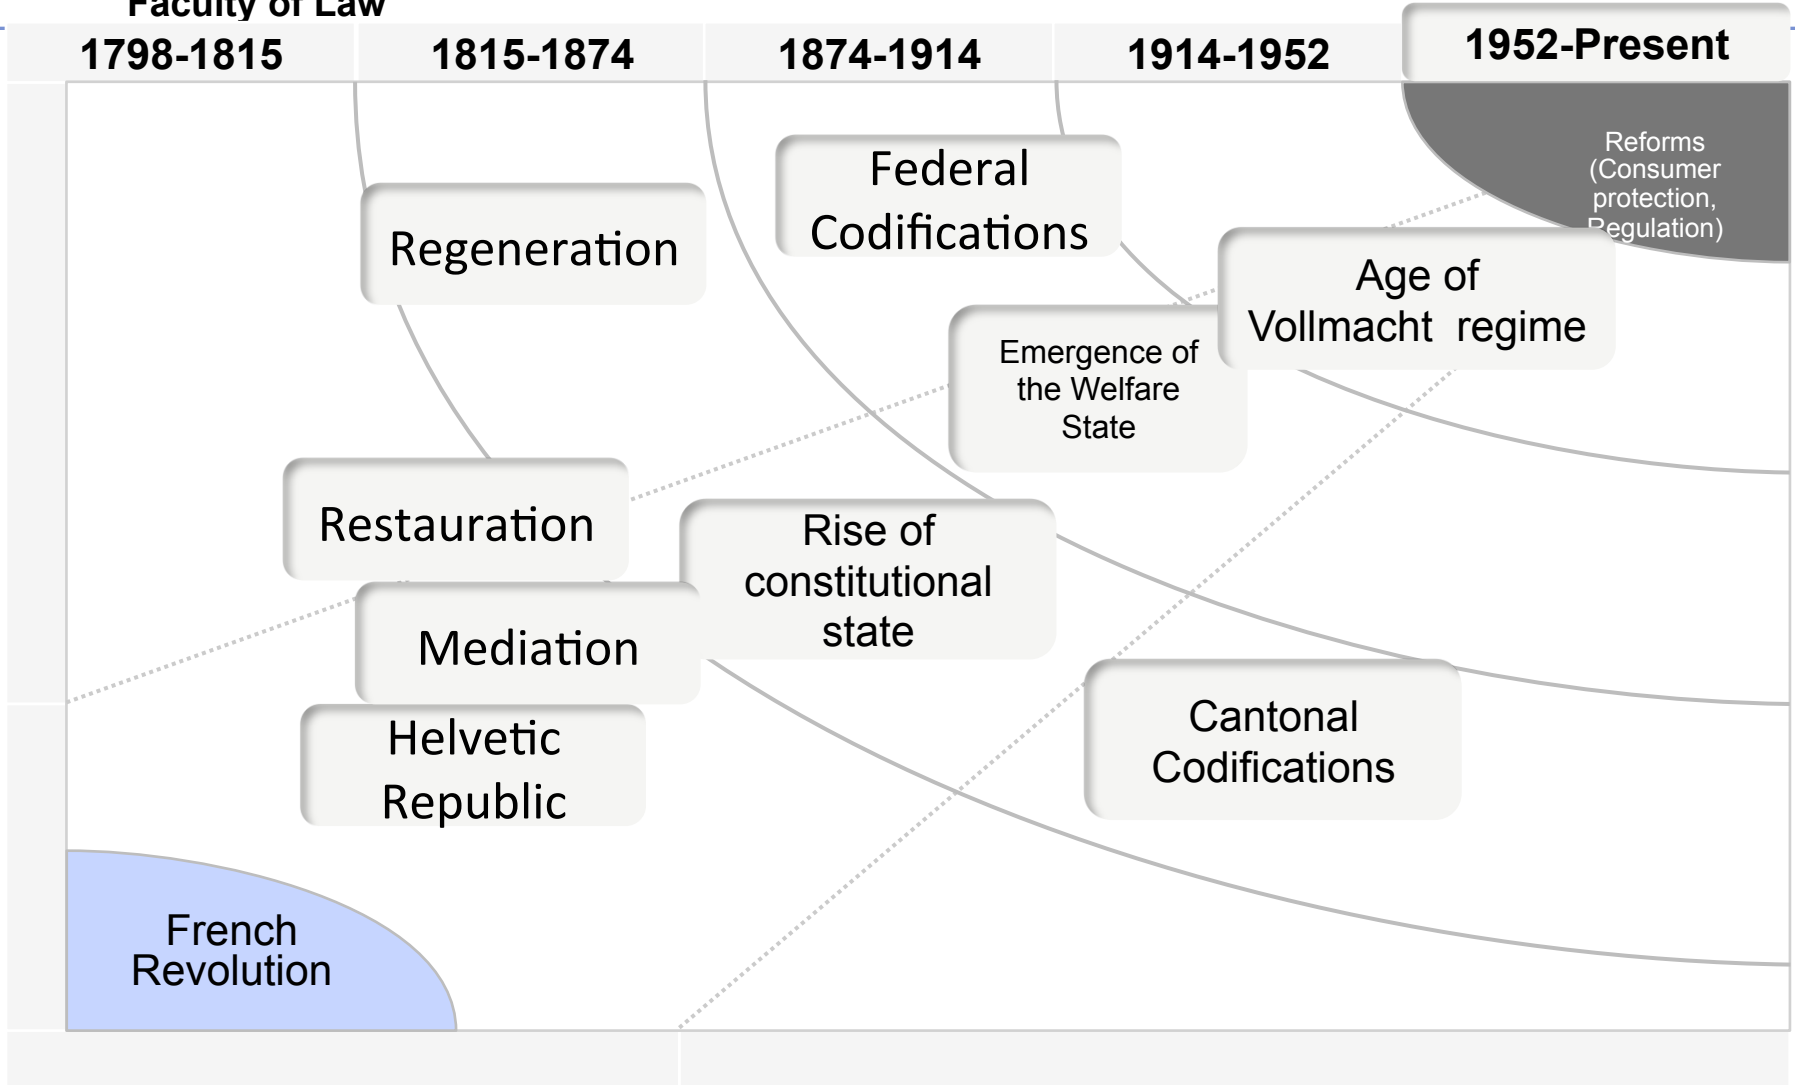 Faculty of Law
1798-1815
1815-1874
1874-1914
1914-1952
1952-Present
Reforms
(Consumer
protection,
Regulation)
Federal
Codifications
Regeneration
Age of
Vollmacht regime
Emergence of
the Welfare
State
Restauration
Rise of
constitutional
state
Mediation
Cantonal
Codifications
Helvetic
Republic
French
Revolution